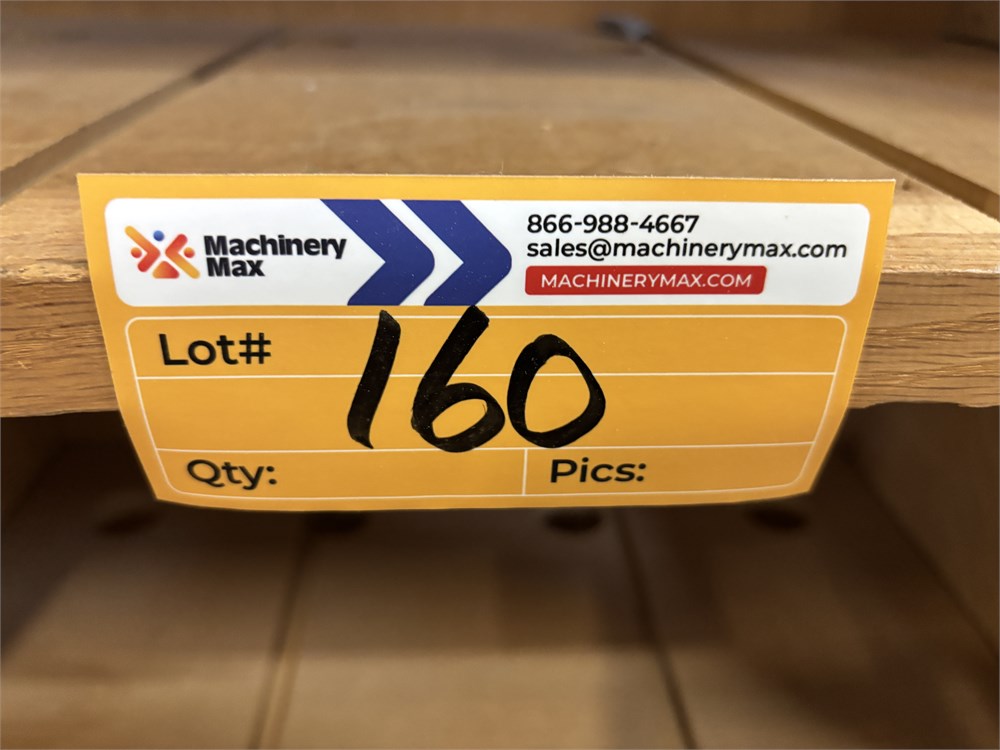 Machinery
Max
866-988-4667
sales@machinerymax.com
MACHINERYMAX.COM
Lot# 160
Qty:
Pics: